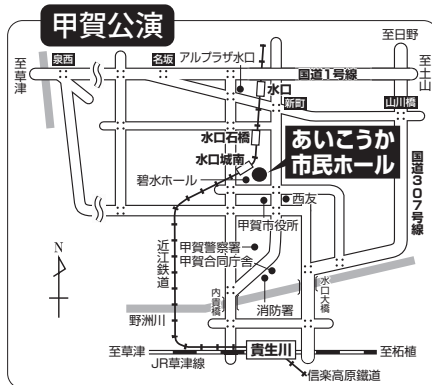 甲賀公演
至日野
至草津
泉西
名坂
アルプラザ水口
国道1号線
至土山
水口
新町
山川橋
水口石橋
あいこうか
市民ホール
水口城南
碧水ホール
国道307号線
西友
甲賀市役所
近江鉄道
甲賀警察署
甲賀合同庁舎
N
内貴橋
水口大橋
野洲川
消防署
至草津
貴生川
至柘植
JR草津線
信楽高原鐵道